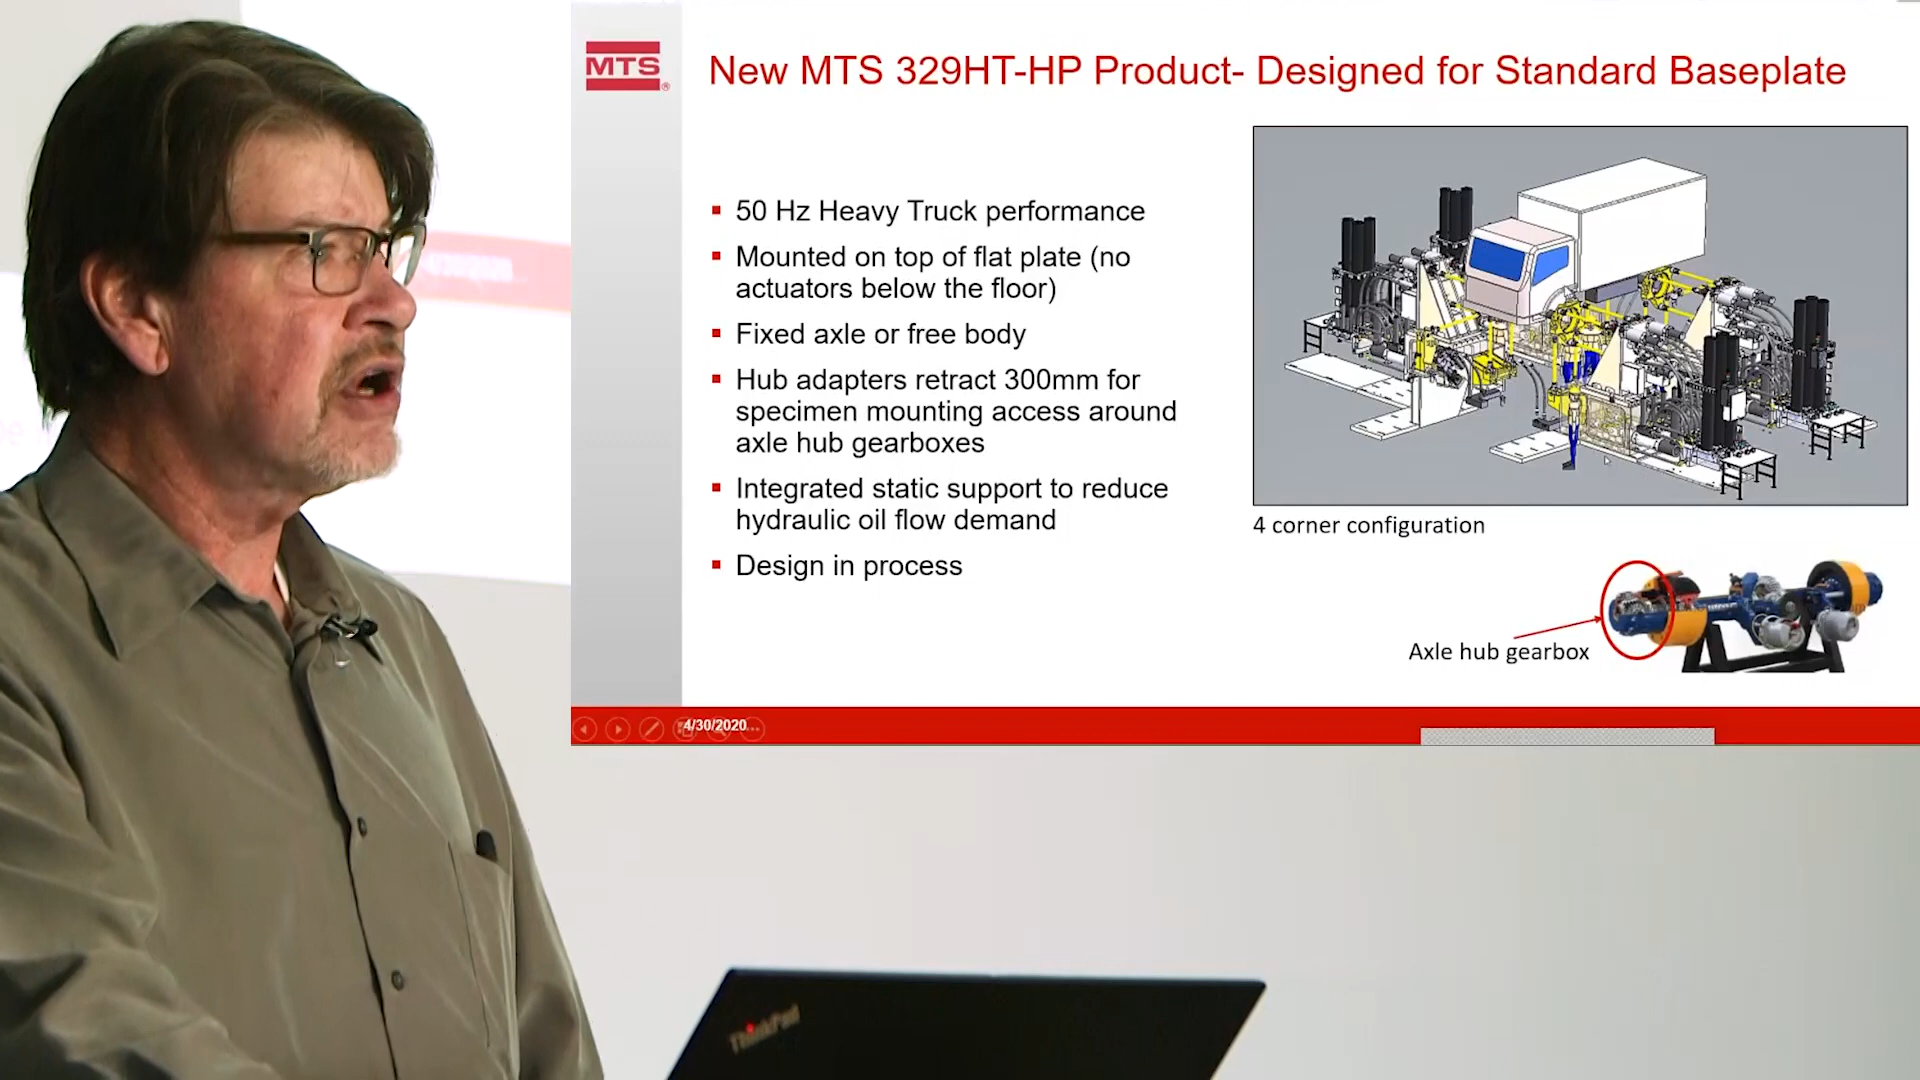 MTS
New MTS 329HT-HP Product- Designed for Standard Baseplate
50 Hz Heavy Truck performance
Mounted on top of flat plate (no
actuators below the floor)
Fixed axle or free body
Hub adapters retract 300mm for
specimen mounting access around
axle hub gearboxes
Integrated static support to reduce
hydraulic oil flow demand
Design in process
4 corner configuration
Axle hub gearbox
4/30/2020
ThinkPad